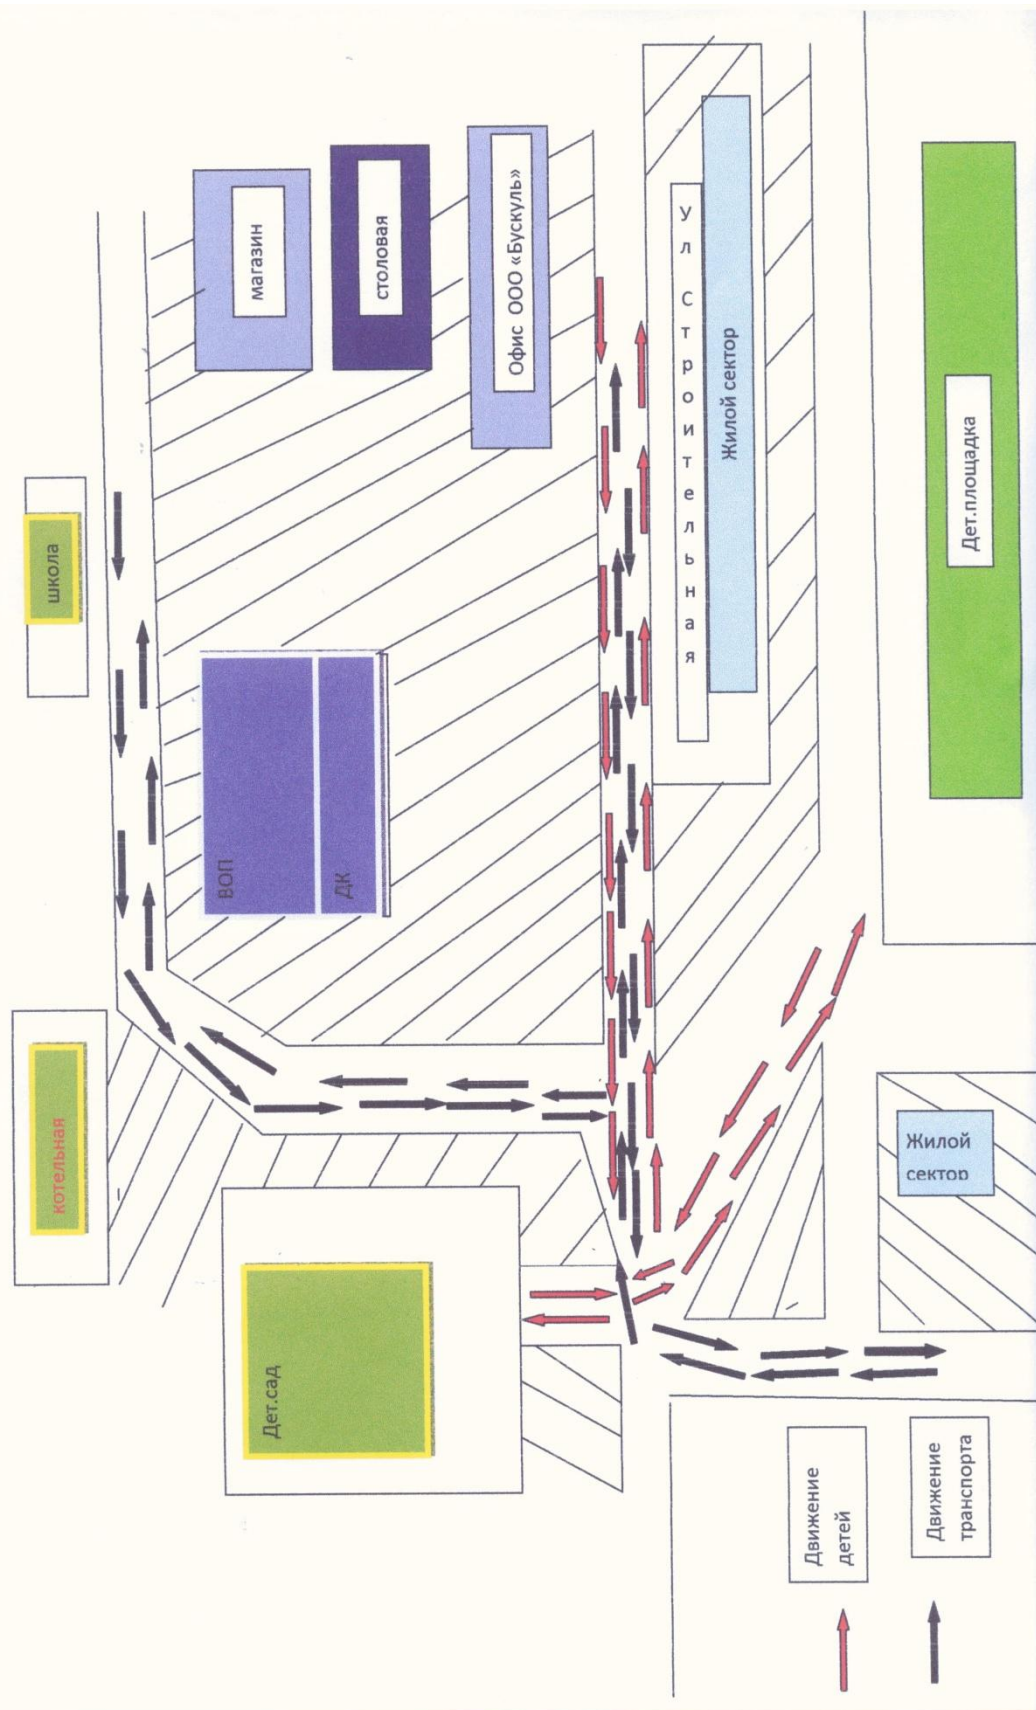 магазин
столовая
Офис ООО «Бускуль»
Ул Строительная
Жилой сектор
Дет.площадка
школа
ВОП
ДК
котельная
Дет.сад
Жилой
сектор
Движение
детей
Движение
транспорта